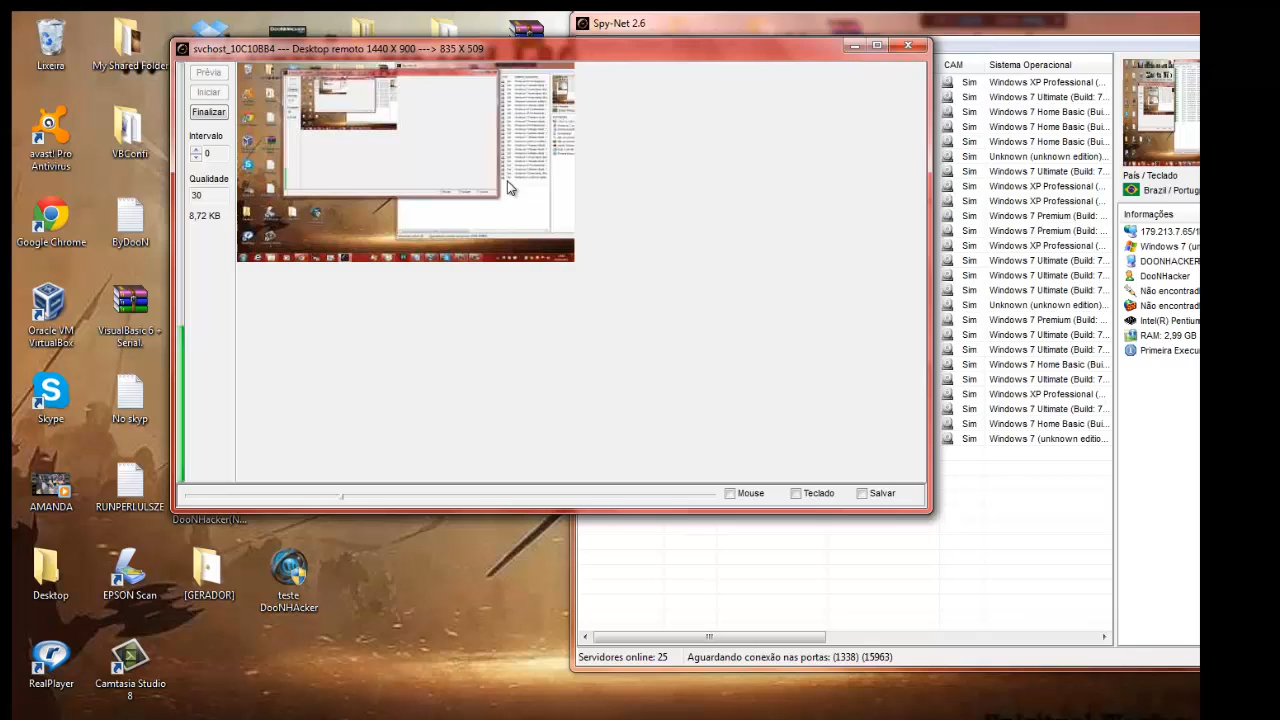 Spy-Net 2.6
svchost_10C10BB4 --- Desktop remoto 1440 X 900 ---> 835 X 509
Prévia
Iniciar
Finalizar
Intervalo
0
Qualidad
30
8,72 KB
Mouse
Teclado
Salvar
Lixeira
My Shared Folder
avast! Pro
Antivirus
VBConfi
Google Chrome
ByDooN
Oracle VM
VirtualBox
VisualBasic 6 +
Serial.
Skype
No skyp
AMANDA
RUNPERLULSZE
DooNHacker(N...
Desktop
EPSON Scan
[GERADOR]
teste
DooNHAcker
RealPlayer
Camtasia Studio
8
CAM Sistema Operacional
Sim Windows XP Professional (...
Sim Windows 7 Ultimate (Build: 7...
Sim Windows 7 Home Basic (Bui...
Sim Windows 7 Home Basic (Bui...
Sim Windows 7 Ultimate (Build: 7...
Sim Unknown (unknown edition)...
Sim Windows 7 Ultimate (Build: 7...
Sim Windows XP Professional (...
Sim Windows XP Professional (...
Sim Windows 7 Premium (Build: ...
Sim Windows 7 Premium (Build: ...
Sim Windows XP Professional (...
Sim Windows 7 Ultimate (Build: 7...
Sim Windows 7 Ultimate (Build: 7...
Sim Windows 7 Ultimate (Build: 7...
Sim Unknown (unknown edition)...
Sim Windows 7 Premium (Build: ...
Sim Windows 7 Ultimate (Build: 7...
Sim Windows 7 Ultimate (Build: 7...
Sim Windows 7 Home Basic (Bui...
Sim Windows 7 Ultimate (Build: 7...
Sim Windows XP Professional (...
Sim Windows 7 Ultimate (Build: 7...
Sim Windows 7 Home Basic (Bui...
Sim Windows 7 (unknown editio...
País / Teclado
Brazil / Portug
Informações
179.213.7.65/1
Windows 7 (un
DOONHACKER
DooNHacker
Não encontrad
Não encontrad
Intel(R) Pentium
RAM: 2,99 GB
Primeira Execu
Servidores online: 25 Aguardando conexão nas portas: (1338) (15963)